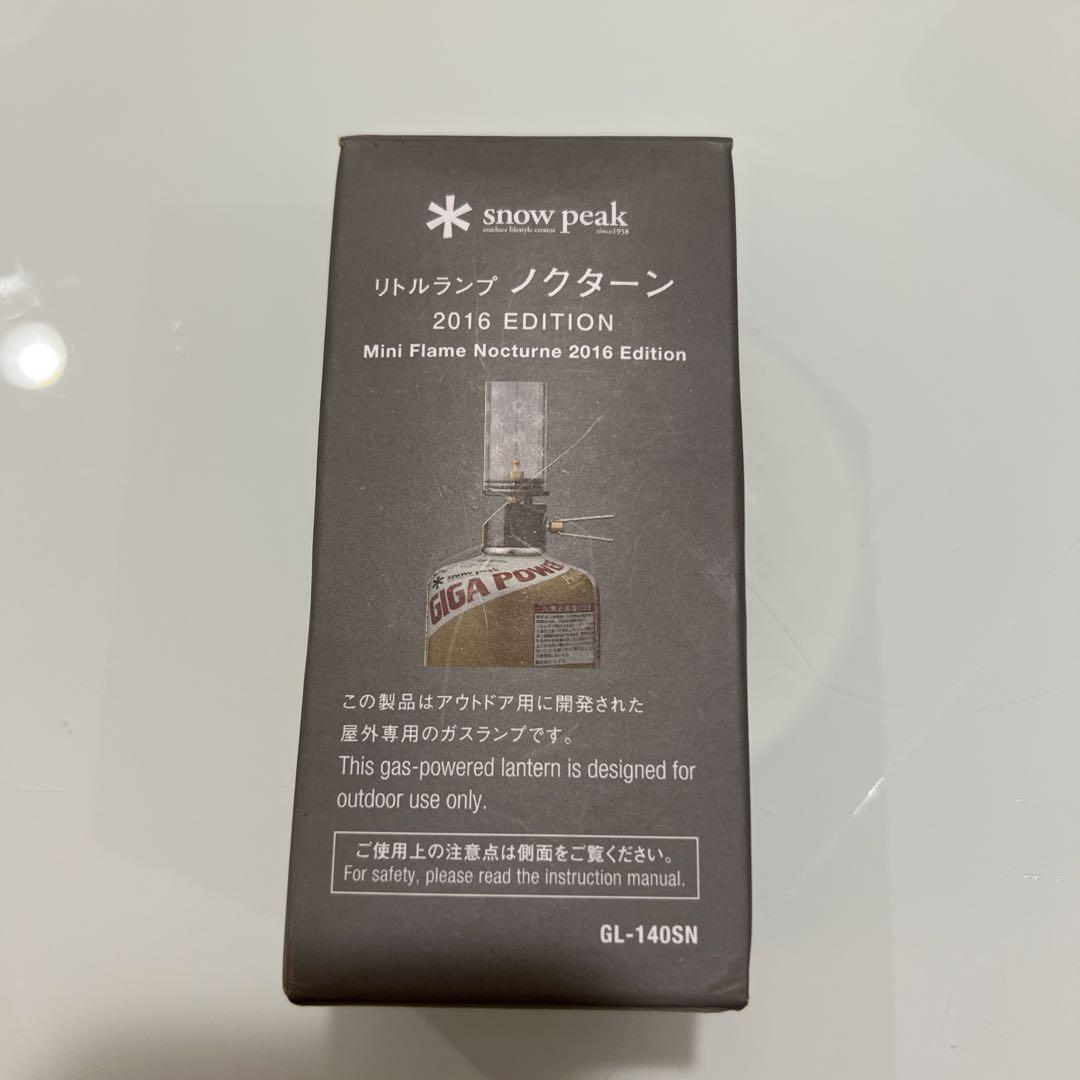 snow peak
outdoor lifestyle creator since1958
リトルランプ ノクターン
2016 EDITION
Mini Flame Nocturne 2016 Edition
snow peak
GIGA POWE
この製品はアウトドア用に開発された
屋外専用のガスランプです。
This gas-powered lantern is designed for
outdoor use only.
ご使用上の注意点は側面をご覧ください。
For safety, please read the instruction manual.
GL-140SN